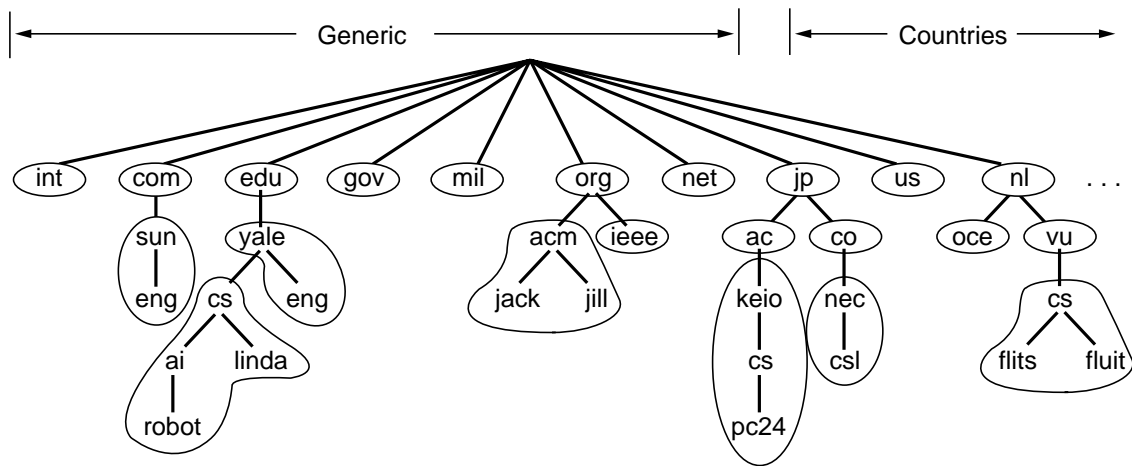 Generic Countries
int com edu gov mil org net jp us nl . . .
sun yale acm ieee ac co oce vu
eng cs eng jack jill keio nec cs
ai linda cs csl flits fluit
robot pc24